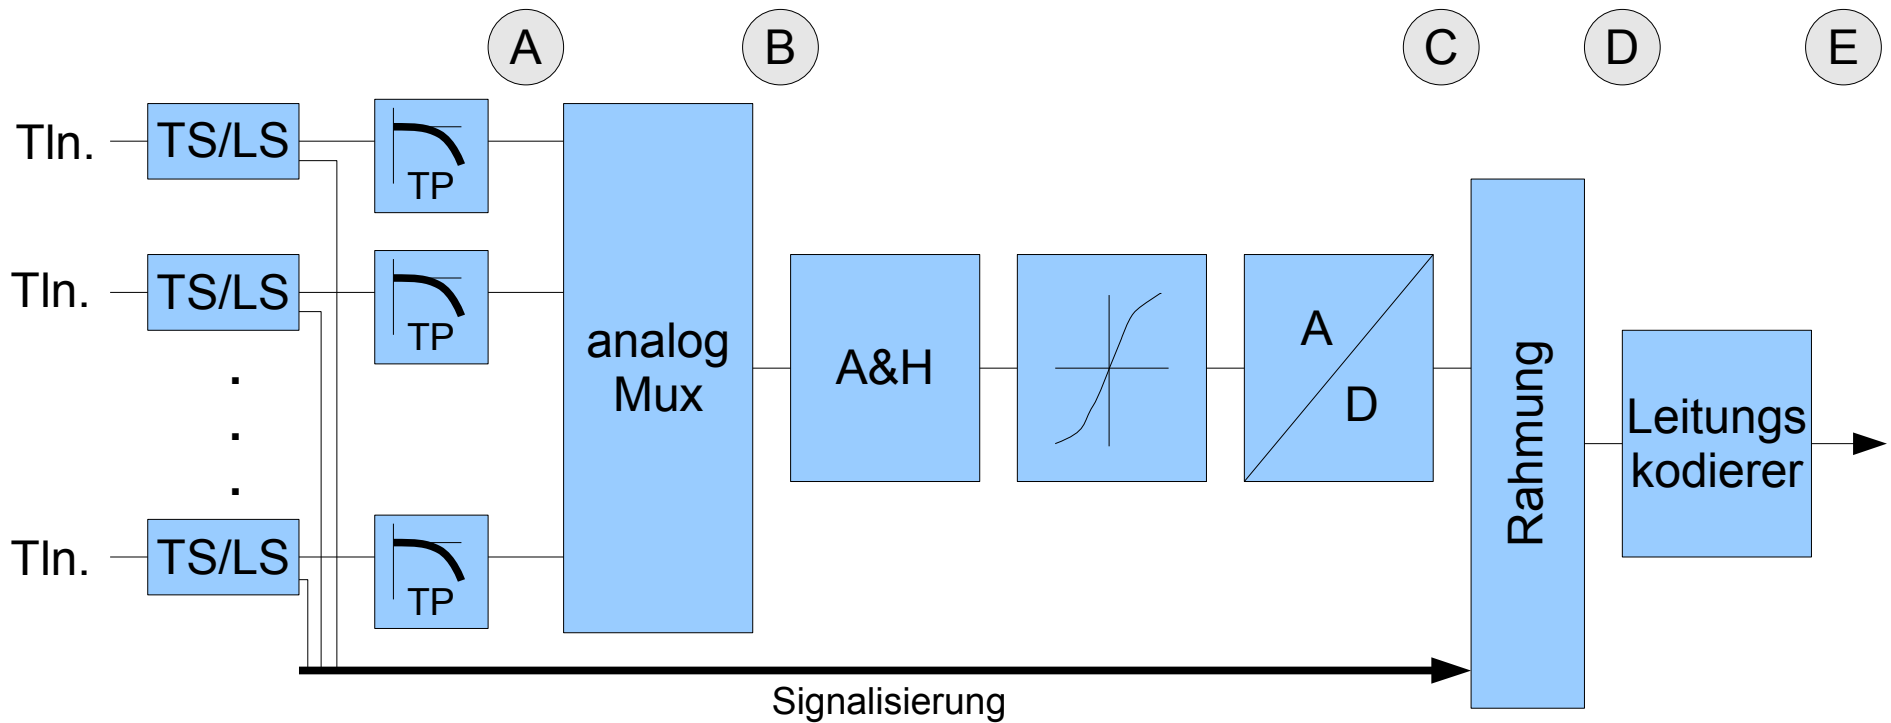 A
B
C
D
E
Tln.
TS/LS
TP
Tln.
TS/LS
TP
analog
Mux
A&H
A
D
Rahmung
Leitungs
kodierer
.
.
.
Tln.
TS/LS
TP
Signalisierung